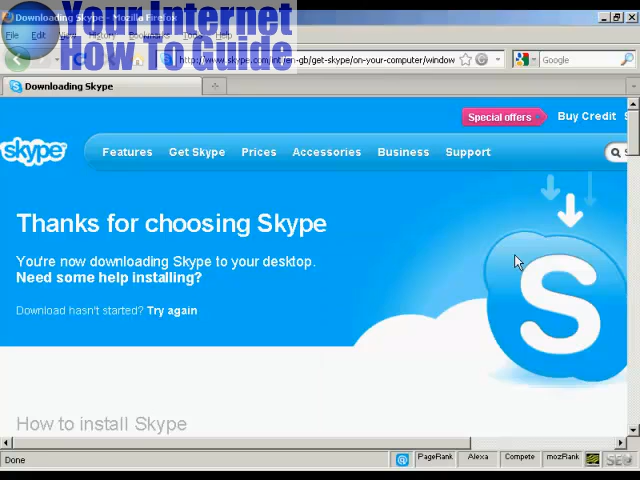 Downloading Skype - Mozilla Firefox
Your Internet
How To Guide
File Edit View History Bookmarks Tools Help
http://www.skype.com/intl/en-gb/get-skype/on-your-computer/window
Google
Downloading Skype
Special offers
Buy Credit S
skype
Features Get Skype Prices Accessories Business Support
Thanks for choosing Skype
You're now downloading Skype to your desktop.
Need some help installing?
Download hasn't started? Try again
How to install Skype
Done
PageRank Alexa Compete mozRank